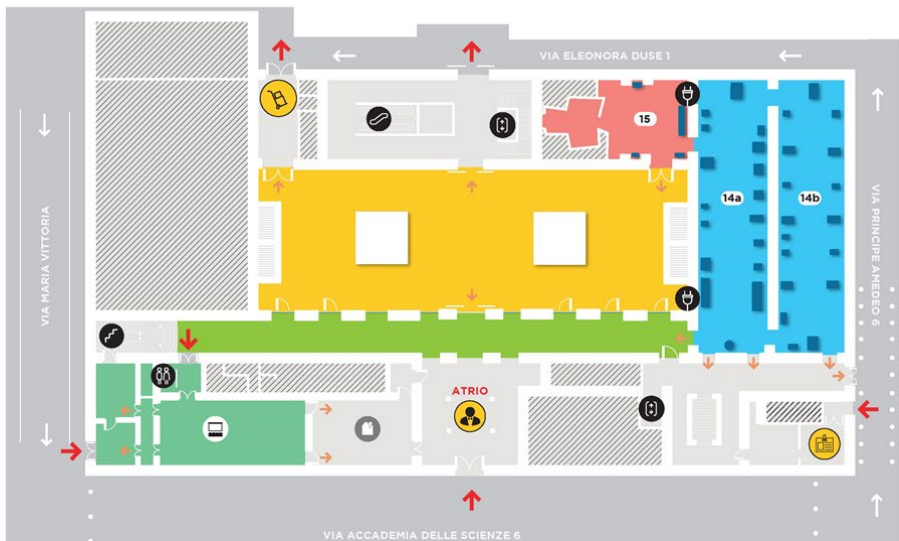 VIA ELEONORA DUSE 1
15
14a
14b
VIA MARIA VITTORIA
VIA PRINCIPE AMEDEO 6
ATRIO
VIA ACCADEMIA DELLE SCIENZE 6